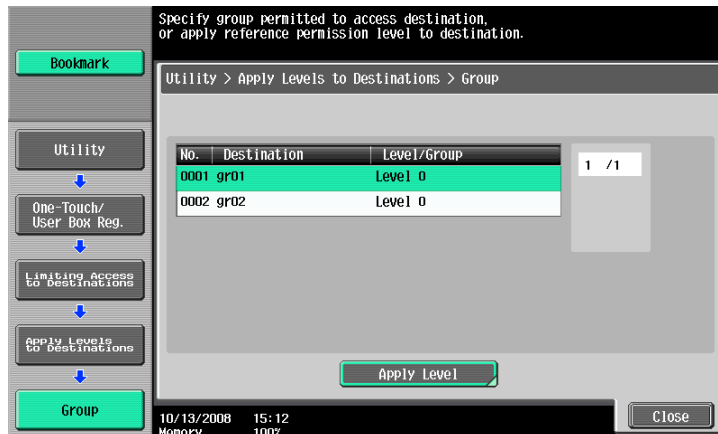 Specify group permitted to access destination,
or apply reference permission level to destination.
Bookmark
Utility > Apply Levels to Destinations > Group
Utility
One-Touch/
User Box Reg.
Limiting Access
to Destinations
Apply Levels
to Destinations
Group
No. Destination Level/Group
0001 gr01 Level 0
0002 gr02 Level 0
1 /1
Apply Level
10/13/2008 15:12
Memory 100%
Close